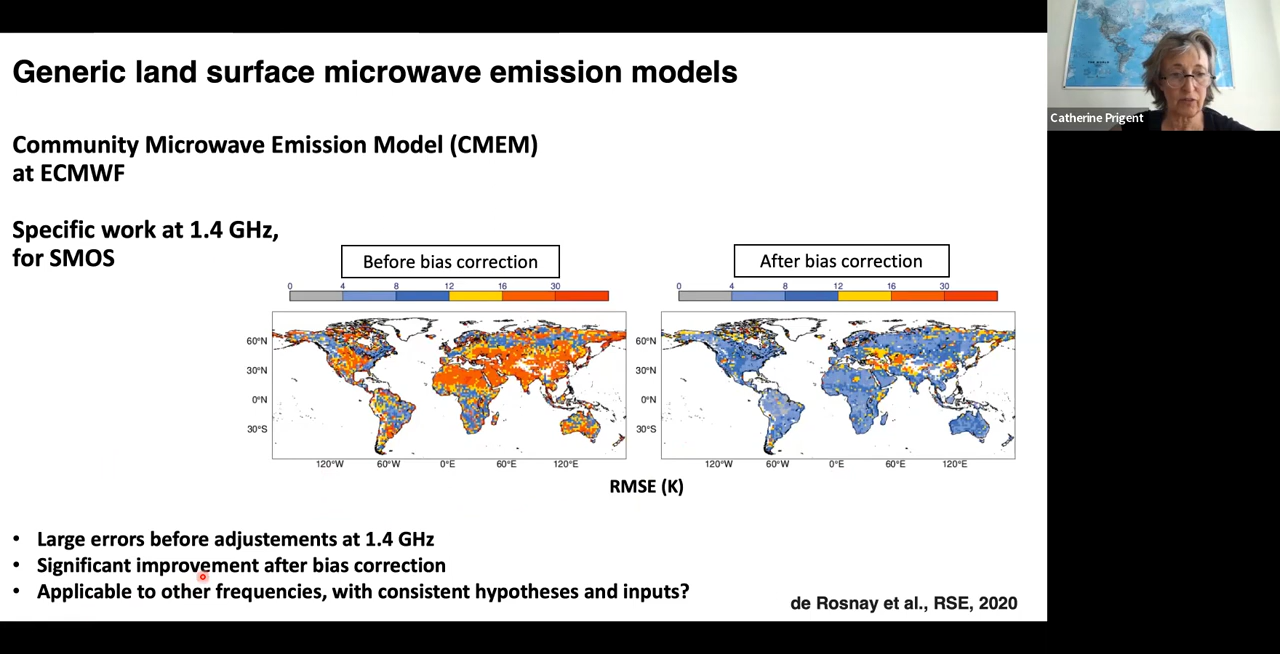 Generic land surface microwave emission models
Catherine Prigent
Community Microwave Emission Model (CMEM)
at ECMWF
Specific work at 1.4 GHz,
for SMOS
Before bias correction
After bias correction
0 4 8 12 16 30
0 4 8 12 16 30
60°N
30°N
0°N
30°S
120°W 60°W 0°E 60°E 120°E
60°N
30°N
0°N
30°S
120°W 60°W 0°E 60°E 120°E
RMSE (K)
• Large errors before adjustements at 1.4 GHz
• Significant improvement after bias correction
• Applicable to other frequencies, with consistent hypotheses and inputs?
de Rosnay et al., RSE, 2020